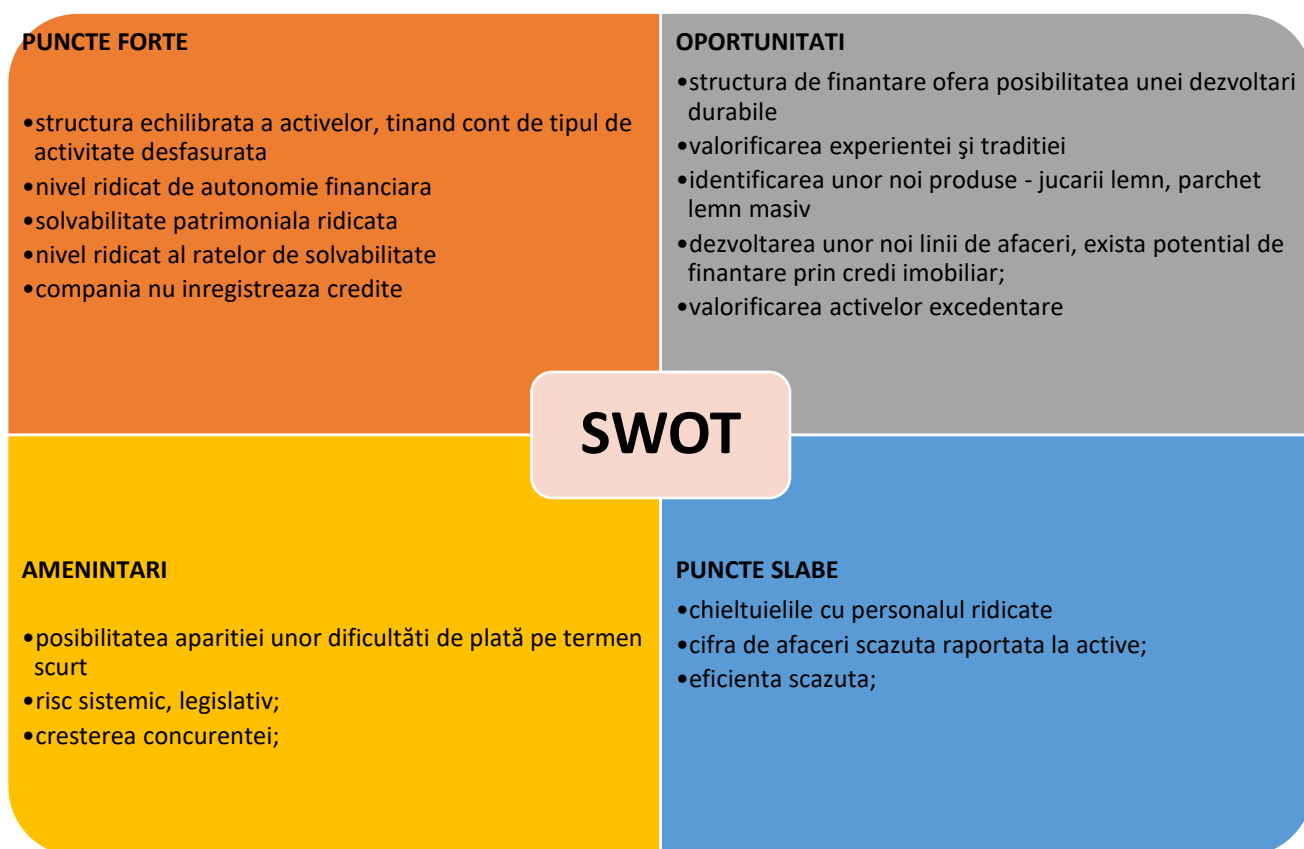 PUNCTE FORTE
•structura echilibrata a activelor, tinand cont de tipul de
activitate desfasurata
•nivel ridicat de autonomie financiara
•solvabilitate patrimoniala ridicata
•nivel ridicat al ratelor de solvabilitate
•compania nu inregistreaza credite
OPORTUNITATI
•structura de finantare ofera posibilitatea unei dezvoltari
durabile
•valorificarea experientei şi traditiei
•identificarea unor noi produse - jucarii lemn, parchet
lemn masiv
•dezvoltarea unor noi linii de afaceri, exista potential de
finantare prin credi imobiliar;
•valorificarea activelor excedentare
SWOT
AMENINTARI
•posibilitatea aparitiei unor dificultăti de plată pe termen
scurt
•risc sistemic, legislativ;
•cresterea concurentei;
PUNCTE SLABE
•chieltuielile cu personalul ridicate
•cifra de afaceri scazuta raportata la active;
•eficienta scazuta;